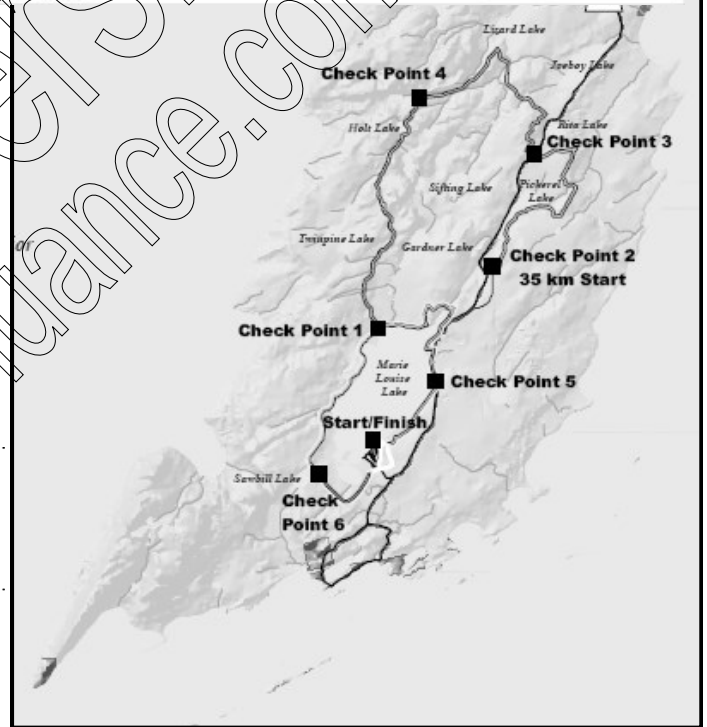 Lizard Lake
Check Point 4
Holt Lake
Rita Lake
Check Point 3
Sifting Lake
Pickerel
Lake
Twinpine Lake
Gardner Lake
Check Point 2
35 km Start
Check Point 1
Marie
Louise
Lake
Check Point 5
Start/Finish
Sawbill Lake
Check
Point 6